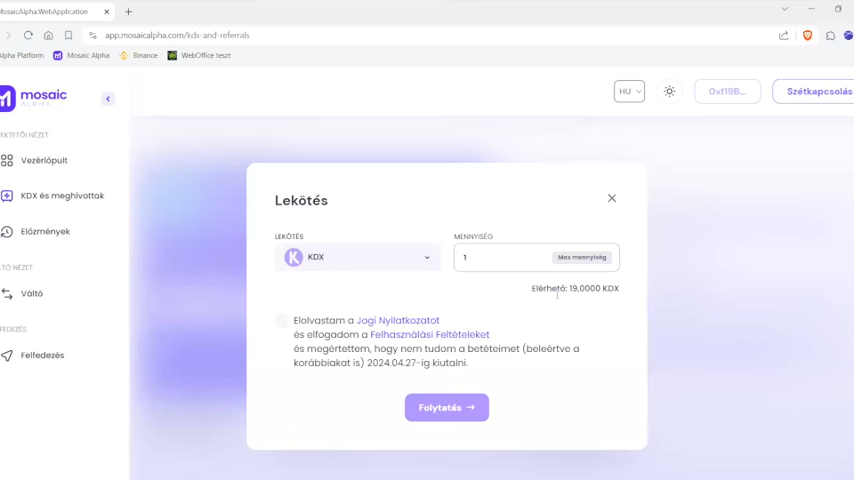 MosaicAlpha.WebApplication
app.mosaicalpha.com/kdx-and-referrals
Alpha Platform
Mosaic Alpha
Binance
WebOffice teszt
mosaic
ALPHA
HU
0xf19B...
Szétkapcsolás
Vezérlőpult
KDX és meghívottak
Előzmények
Váltó
Felfedezés
Lekötés
LEKÖTÉS
MENNYISÉG
KDX
1
Max mennyiség
Elérhető: 19,0000 KDX
Elolvastam a Jogi Nyilatkozatot
és elfogadom a Felhasználási Feltételeket
és megértettem, hogy nem tudom a betéteimet (beleértve a
korábbiakat is) 2024.04.27-ig kiutalni.
Folytatás →